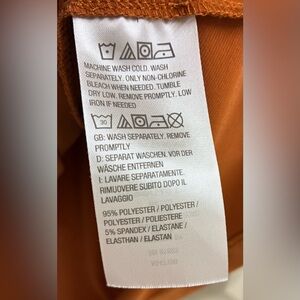 MACHINE WASH COLD. WASH
SEPARATELY. ONLY NON-CHLORINE
BLEACH WHEN NEEDED. TUMBLE
DRY LOW. REMOVE PROMPTLY. LOW
IRON IF NEEDED
30
GB: WASH SEPARATELY. REMOVE
PROMPTLY
D: SEPARAT WASCHEN. VOR DER
WÄSCHE ENTFERNEN
I: LAVARE SEPARATAMENTE.
RIMUOVERE SUBITO DOPO IL
LAVAGGIO
95% POLYESTER / POLYESTER /
POLYESTER / POLIESTERE
5% SPANDEX / ELASTANE /
ELASTHAN / ELASTAN